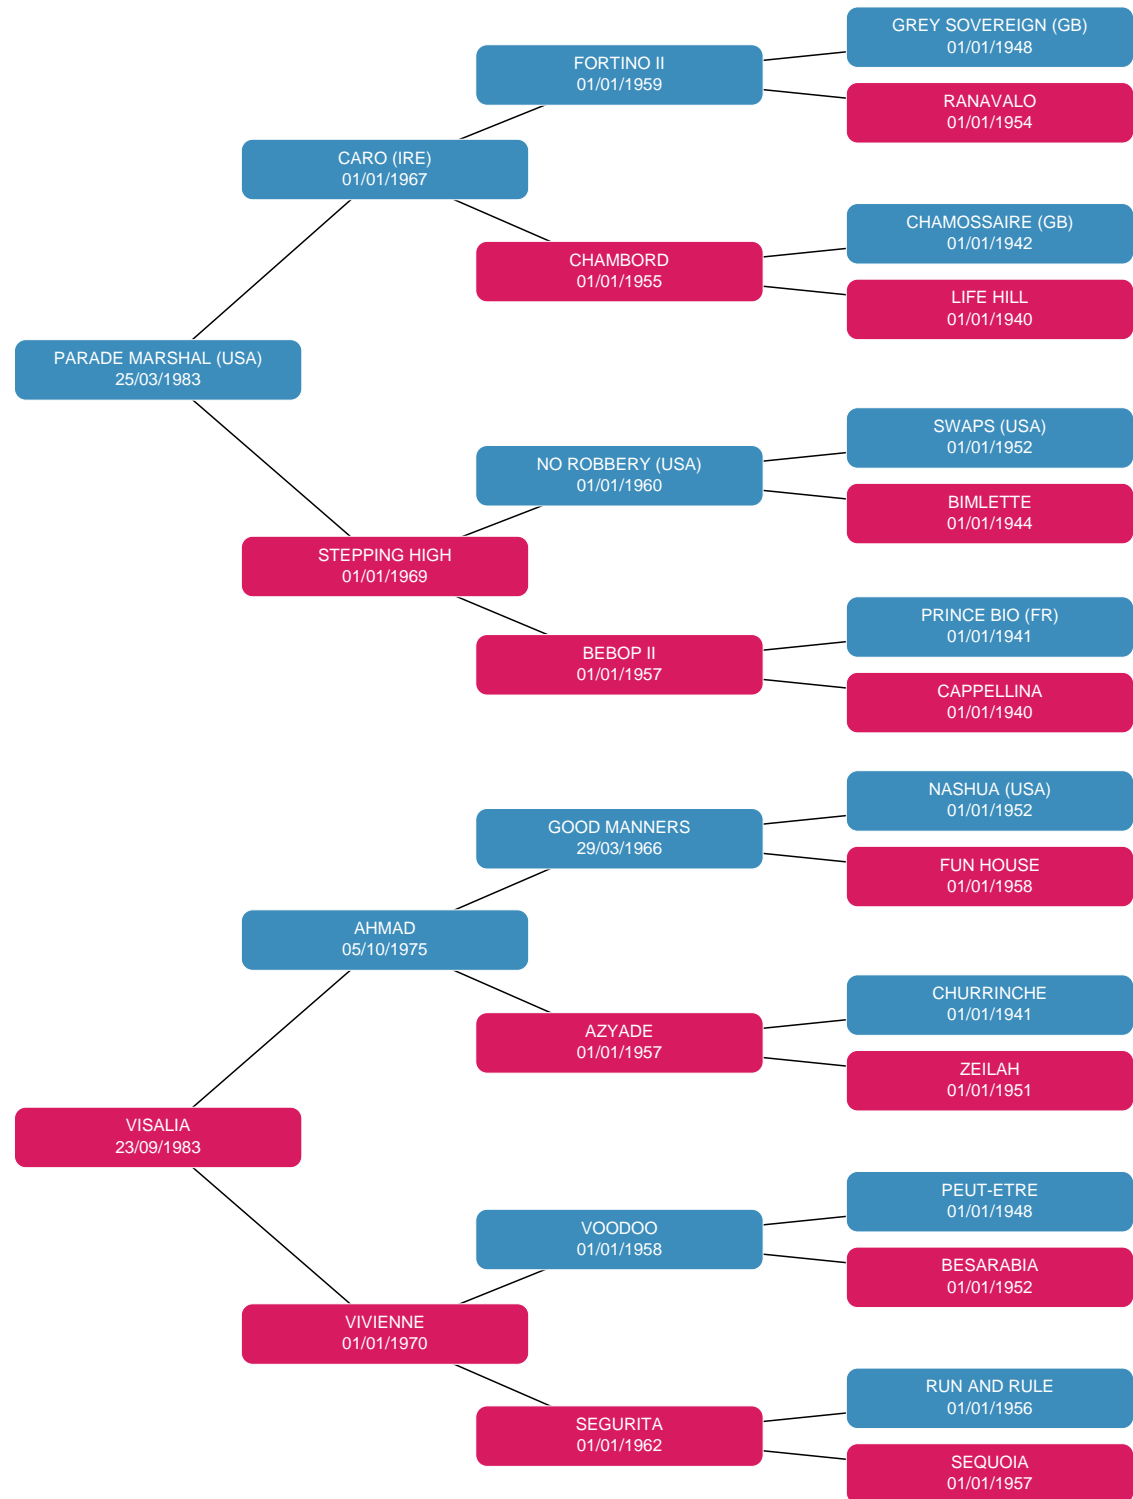 GREY SOVEREIGN (GB)
01/01/1948
FORTINO II
01/01/1959
RANAVALO
01/01/1954
CARO (IRE)
01/01/1967
CHAMOSSAIRE (GB)
01/01/1942
CHAMBORD
01/01/1955
LIFE HILL
01/01/1940
PARADE MARSHAL (USA)
25/03/1983
SWAPS (USA)
01/01/1952
NO ROBBERY (USA)
01/01/1960
BIMLETTE
01/01/1944
STEPPING HIGH
01/01/1969
PRINCE BIO (FR)
01/01/1941
BEBOP II
01/01/1957
CAPPELLINA
01/01/1940
NASHUA (USA)
01/01/1952
GOOD MANNERS
29/03/1966
FUN HOUSE
01/01/1958
AHMAD
05/10/1975
CHURRINCHE
01/01/1941
AZYADE
01/01/1957
ZEILAH
01/01/1951
VISALIA
23/09/1983
PEUT-ETRE
01/01/1948
VOODOO
01/01/1958
BESARABIA
01/01/1952
VIVIENNE
01/01/1970
RUN AND RULE
01/01/1956
SEGURITA
01/01/1962
SEQUOIA
01/01/1957